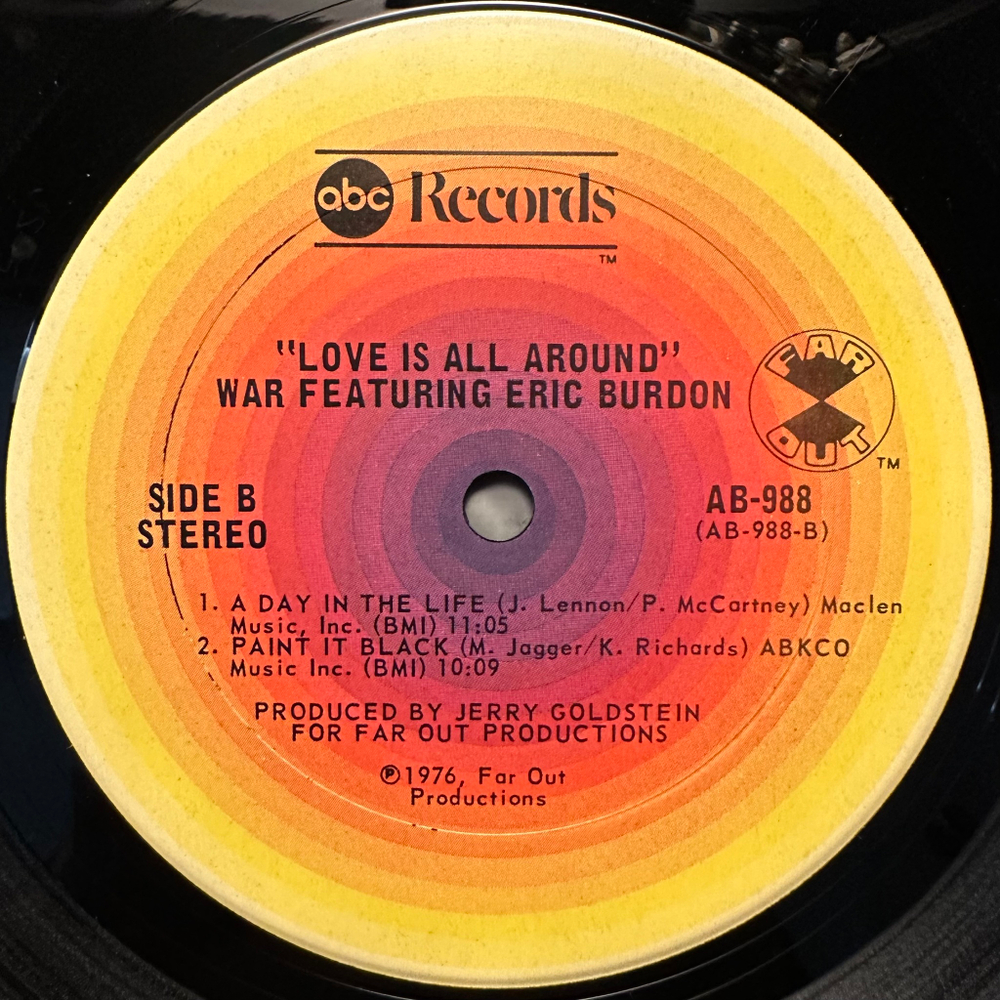 abc Records
TM
"LOVE IS ALL AROUND"
WAR FEATURING ERIC BURDON
FAR
OUT
TM
SIDE B
STEREO
AB-988
(AB-988-B)
1. A DAY IN THE LIFE (J. Lennon/P. McCartney) Maclen
Music, Inc. (BMI) 11:05
2. PAINT IT BLACK (M. Jagger/K. Richards) ABKCO
Music Inc. (BMI) 10:09
PRODUCED BY JERRY GOLDSTEIN
FOR FAR OUT PRODUCTIONS
℗1976, Far Out
Productions